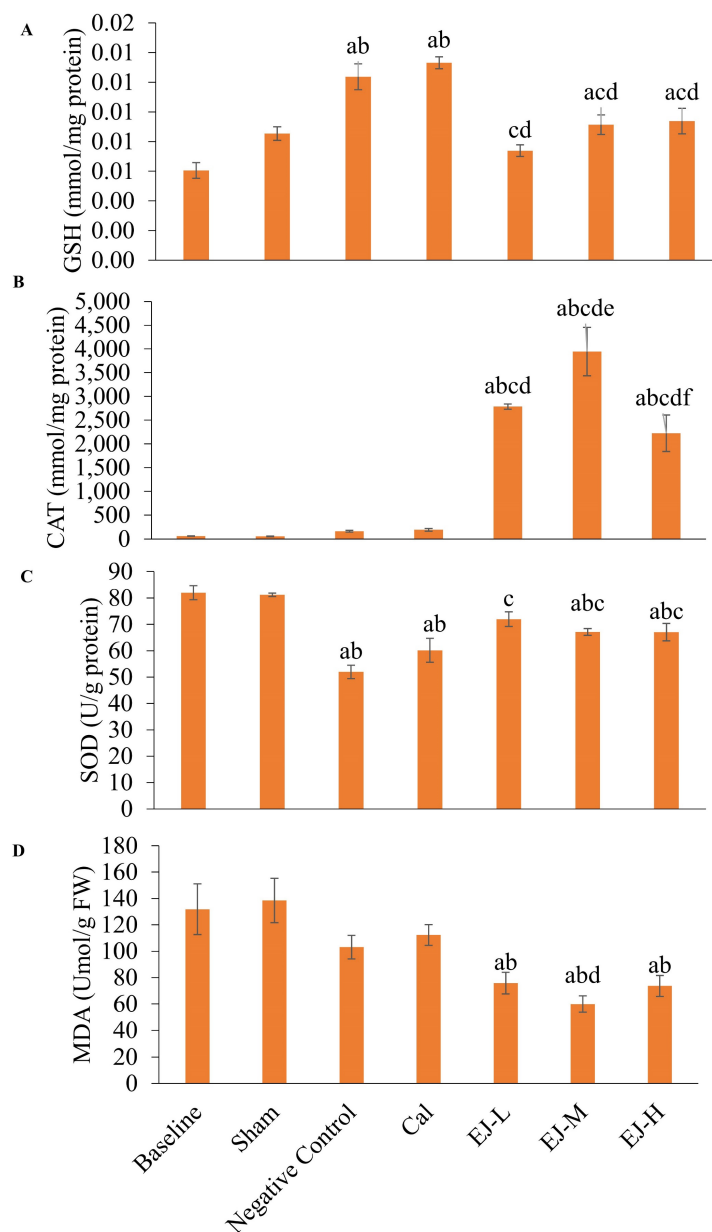 A
GSH (mmol/mg protein)
0.02
0.01
0.01
0.01
0.01
0.00
0.00
0.00
0.00
ab
ab
cd
acd
acd
B
CAT (mmol/mg protein)
5,000
4,500
4,000
3,500
3,000
2,500
2,000
1,500
1,000
500
0
abcd
abcde
abcdf
C
SOD (U/g protein)
90
80
70
60
50
40
30
20
10
0
ab
ab
c
abc
abc
D
MDA (Umol/g FW)
180
160
140
120
100
80
60
40
20
0
ab
abd
ab
Baseline
Sham
Negative Control
Cal
EJ-L
EJ-M
EJ-H